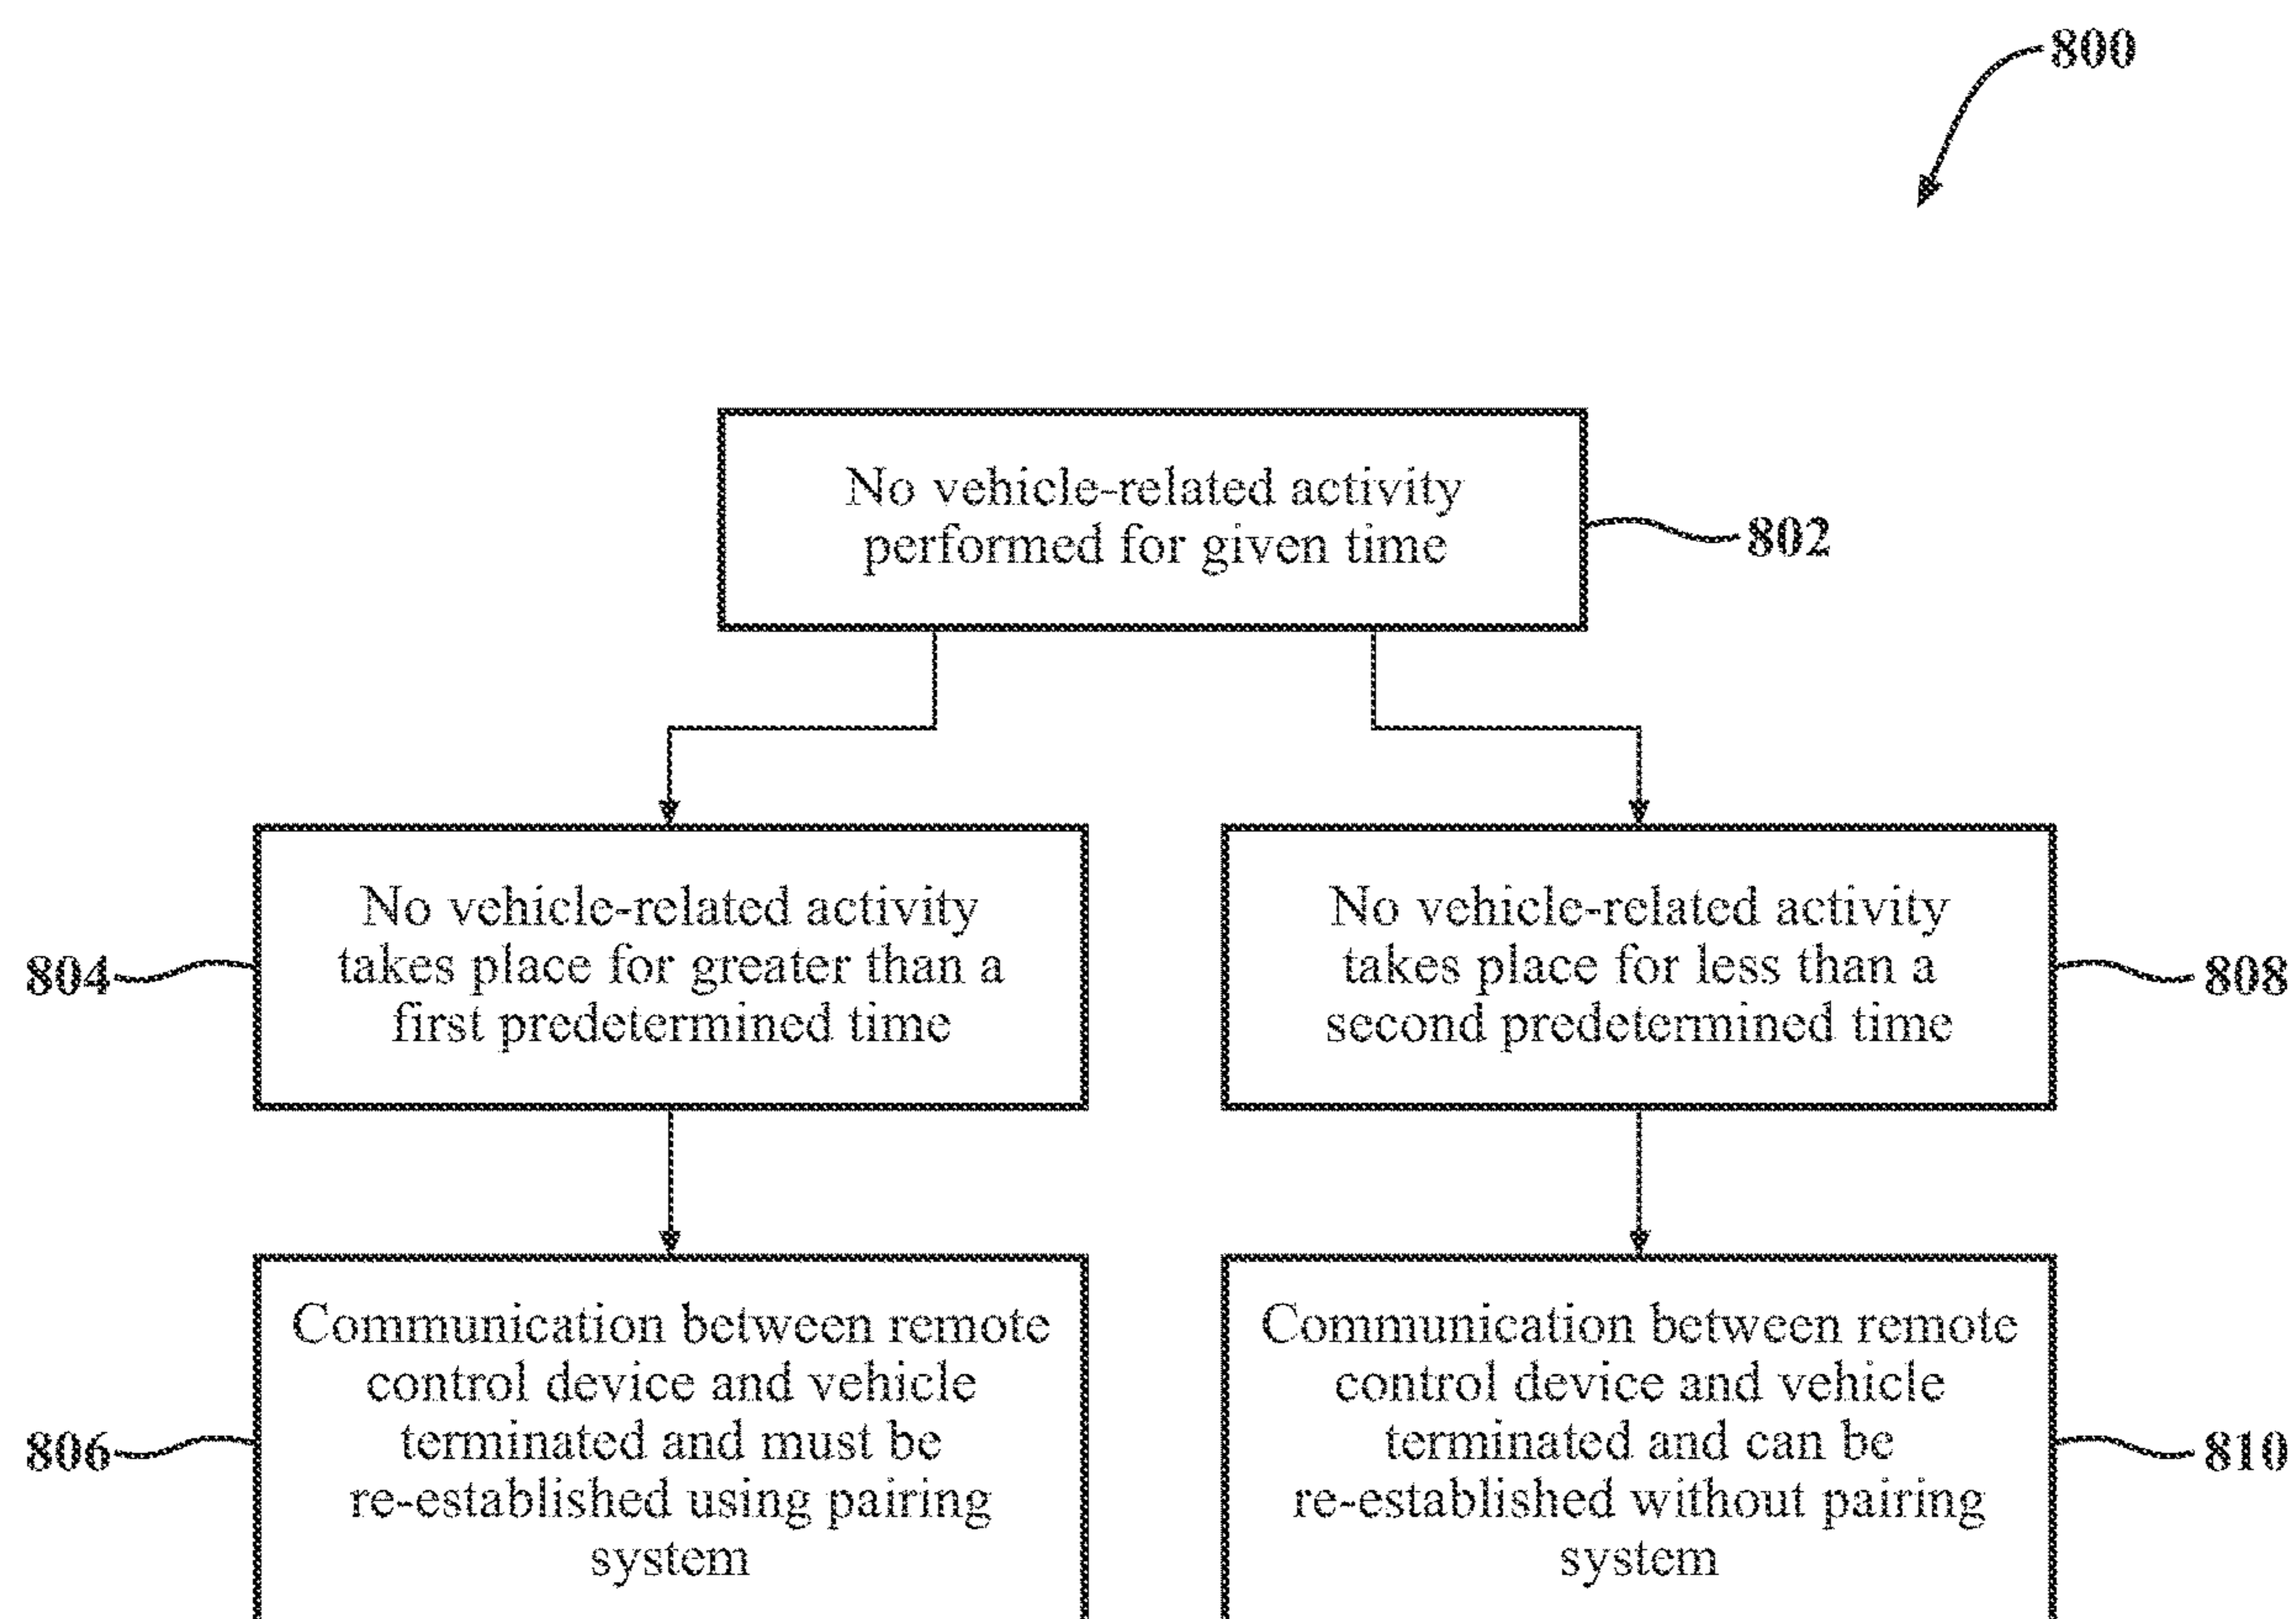 800
No vehicle-related activity
performed for given time
802
No vehicle-related activity
takes place for greater than a
first predetermined time
804
No vehicle-related activity
takes place for less than a
second predetermined time
808
Communication between remote
control device and vehicle
terminated and must be
re-established using pairing
system
806
Communication between remote
control device and vehicle
terminated and can be
re-established without pairing
system
810